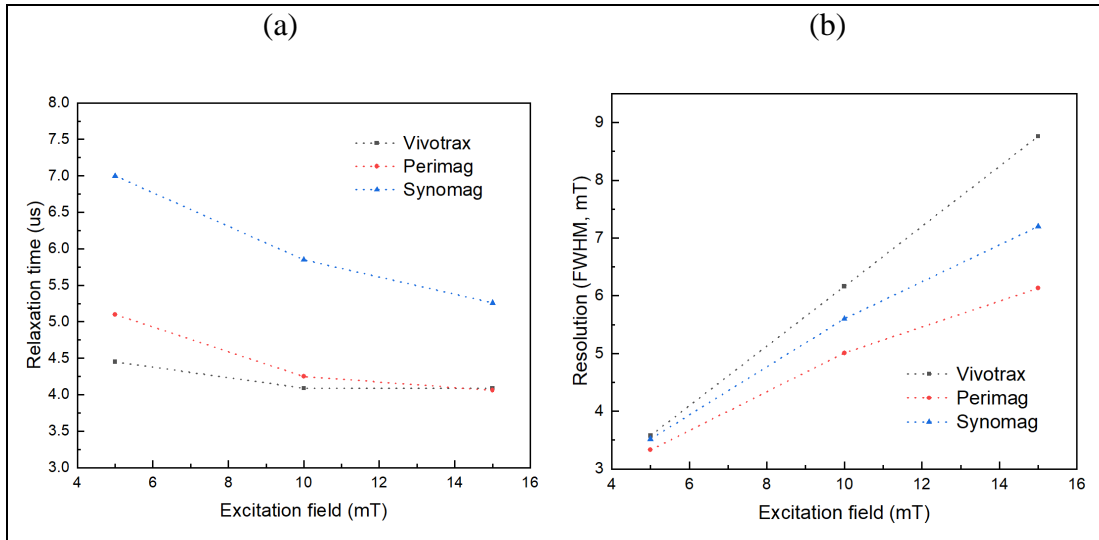 (a)
8.0
7.5
7.0
6.5
6.0
5.5
5.0
4.5
4.0
3.5
3.0
4 6 8 10 12 14 16
Relaxation time (us)
Excitation field (mT)
Vivotrax
Perimag
Synomag
(b)
9
8
7
6
5
4
3
4 6 8 10 12 14 16
Resolution (FWHM, mT)
Excitation field (mT)
Vivotrax
Perimag
Synomag